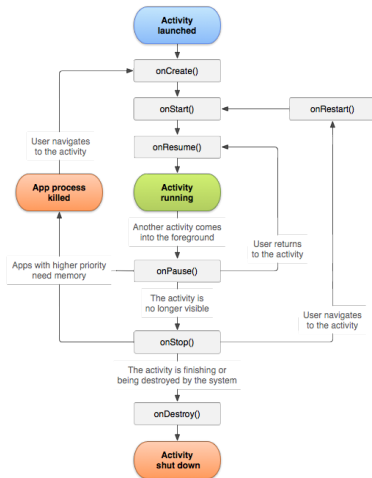 Activity
launched
onCreate()
onStart()
onRestart()
User navigates
to the activity
onResume()
App process
killed
Activity
running
Another activity comes
into the foreground
User returns
to the activity
Apps with higher priority
need memory
onPause()
The activity is
no longer visible
User navigates
to the activity
onStop()
The activity is finishing or
being destroyed by the system
onDestroy()
Activity
shut down